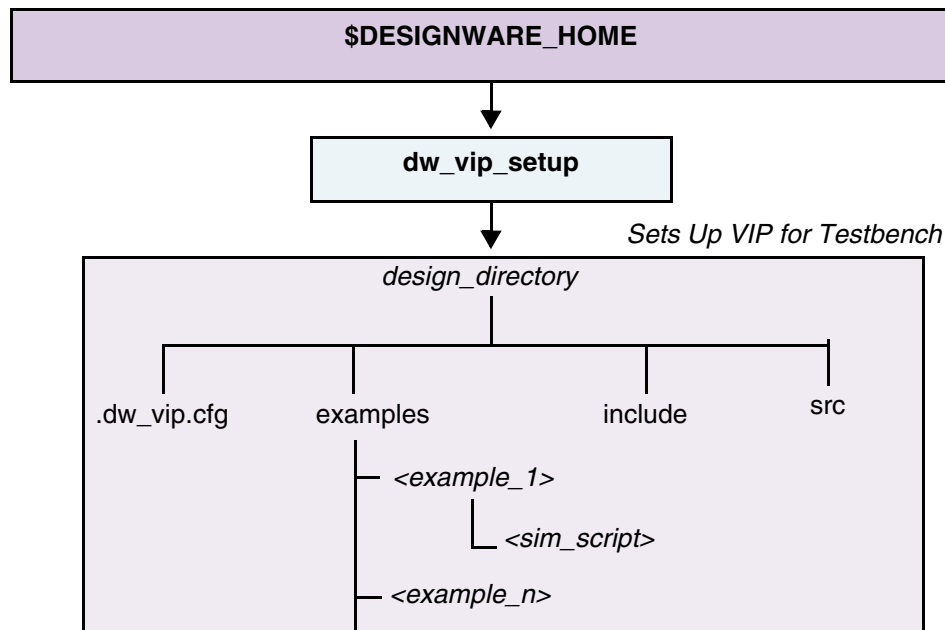 $DESIGNWARE_HOME
dw_vip_setup
Sets Up VIP for Testbench
design_directory
.dw_vip.cfg
examples
include
src
<example_1>
<sim_script>
<example_n>